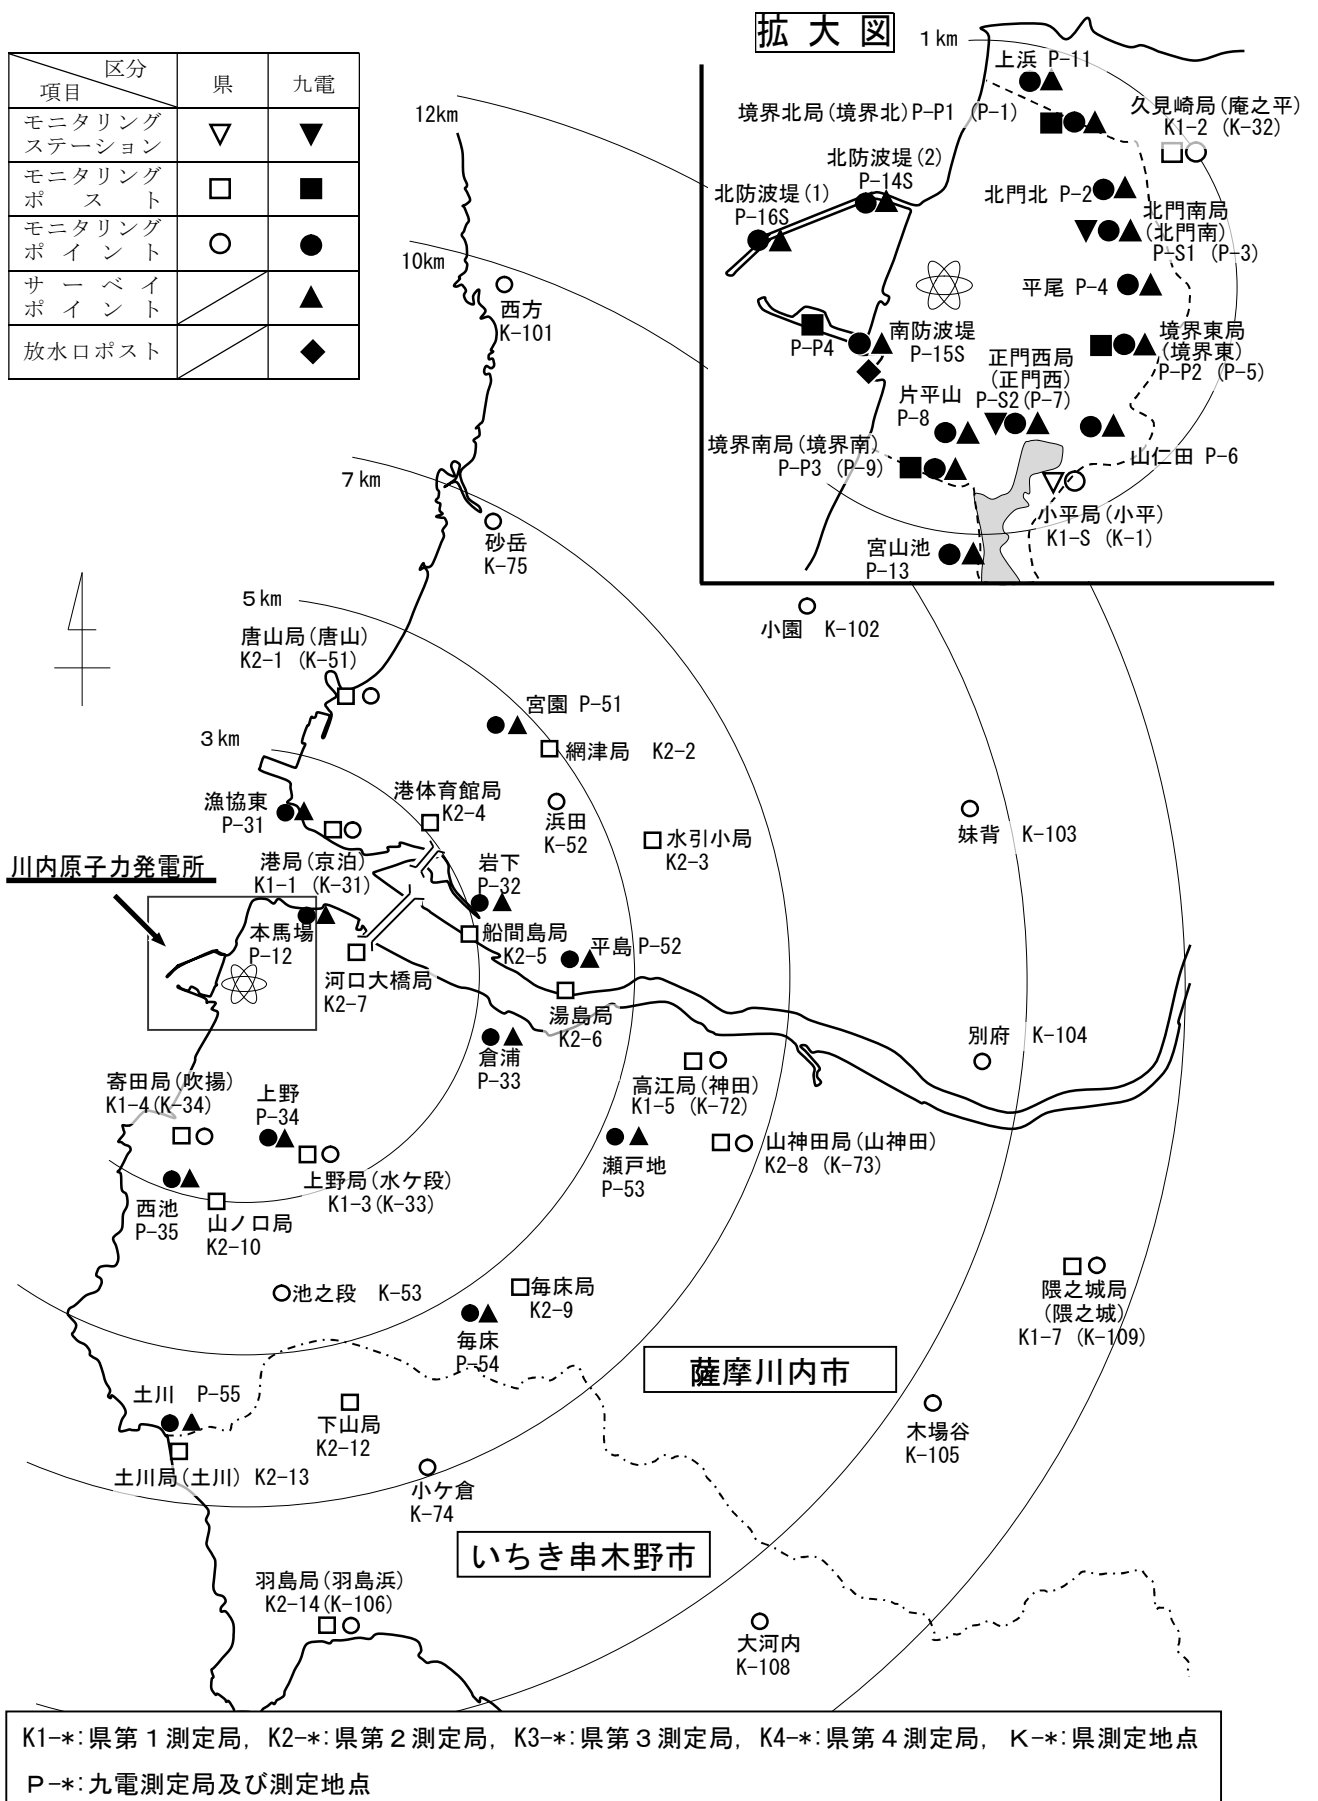 拡大図
区分
項目
県
九電
モニタリング
ステーション
モニタリング
ポスト
モニタリング
ポイント
サーベイ
ポイント
放水口ポスト
12km
10km
7km
5km
3km
1km
上浜 P-11
境界北局(境界北)P-P1 (P-1)
久見崎局(庵之平)
K1-2 (K-32)
北防波堤(2)
P-14S
北防波堤(1)
P-16S
北門北 P-2
北門南局
(北門南)
P-S1 (P-3)
平尾 P-4
P-P4
南防波堤
P-15S
境界東局
(境界東)
P-P2 (P-5)
正門西局
(正門西)
P-S2(P-7)
片平山
P-8
境界南局(境界南)
P-P3 (P-9)
山仁田 P-6
小平局(小平)
K1-S (K-1)
宮山池
P-13
西方
K-101
砂岳
K-75
小園 K-102
唐山局(唐山)
K2-1 (K-51)
宮園 P-51
網津局 K2-2
漁協東
P-31
港体育館局
K2-4
浜田
K-52
水引小局
K2-3
妹背 K-103
川内原子力発電所
港局(京泊)
K1-1 (K-31)
岩下
P-32
本馬場
P-12
船間島局
K2-5
平島 P-52
河口大橋局
K2-7
湯島局
K2-6
別府 K-104
倉浦
P-33
寄田局(吹揚)
K1-4(K-34)
上野
P-34
高江局(神田)
K1-5 (K-72)
山神田局(山神田)
K2-8 (K-73)
瀬戸地
P-53
上野局(水ケ段)
K1-3(K-33)
西池
P-35
山ノ口局
K2-10
池之段 K-53
毎床局
K2-9
毎床
P-54
隈之城局
(隈之城)
K1-7 (K-109)
薩摩川内市
土川 P-55
下山局
K2-12
木場谷
K-105
土川局(土川) K2-13
小ケ倉
K-74
いちき串木野市
羽島局(羽島浜)
K2-14(K-106)
大河内
K-108
K1-*:県第1測定局, K2-*:県第2測定局, K3-*:県第3測定局, K4-*:県第4測定局, K-*:県測定地点
P-*:九電測定局及び測定地点